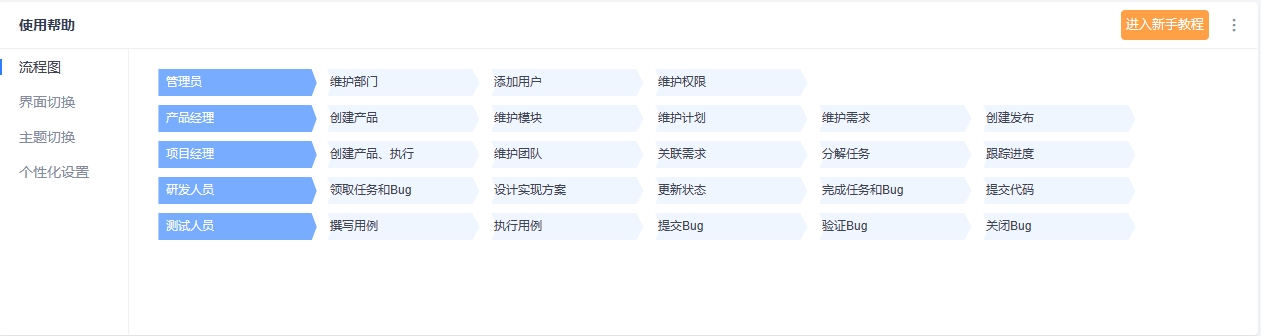 使用帮助
进入新手教程
流程图
界面切换
主题切换
个性化设置
管理员 维护部门 添加用户 维护权限
产品经理 创建产品 维护模块 维护计划 维护需求 创建发布
项目经理 创建产品、执行 维护团队 关联需求 分解任务 跟踪进度
研发人员 领取任务和Bug 设计实现方案 更新状态 完成任务和Bug 提交代码
测试人员 撰写用例 执行用例 提交Bug 验证Bug 关闭Bug